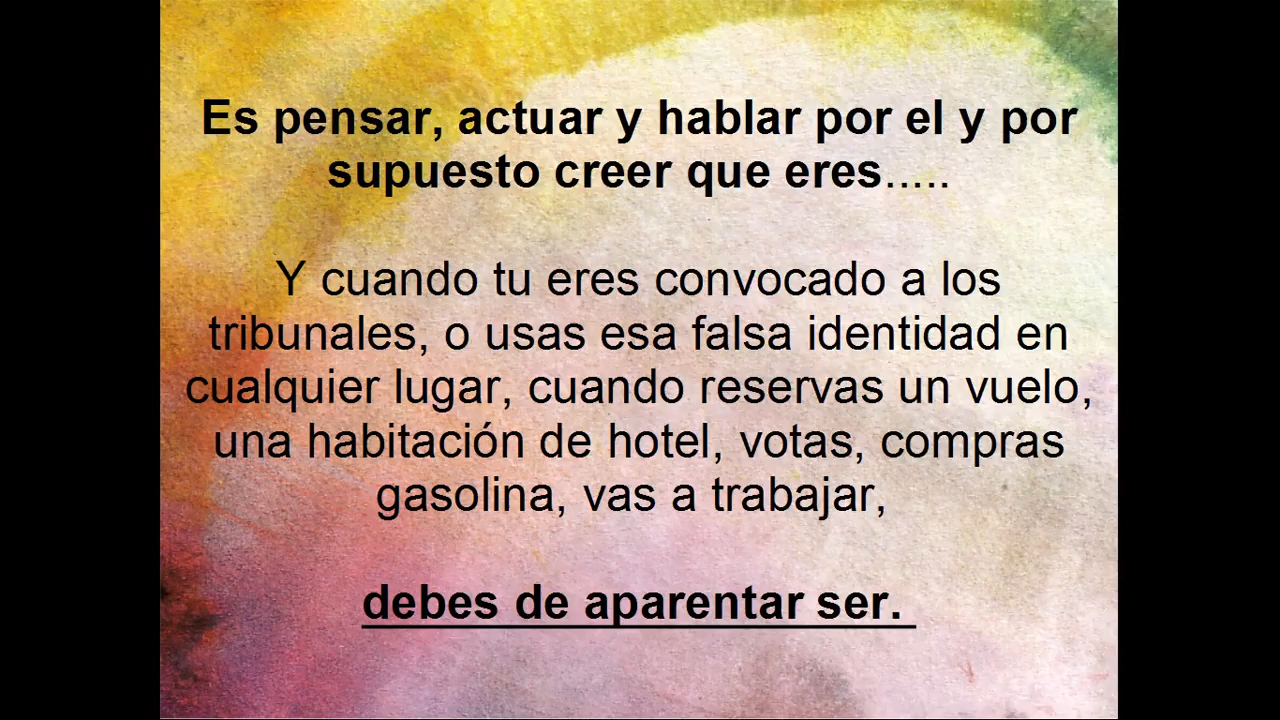 Es pensar, actuar y hablar por el y por
supuesto creer que eres.....
Y cuando tu eres convocado a los
tribunales, o usas esa falsa identidad en
cualquier lugar, cuando reservas un vuelo,
una habitación de hotel, votas, compras
gasolina, vas a trabajar,
debes de aparentar ser.